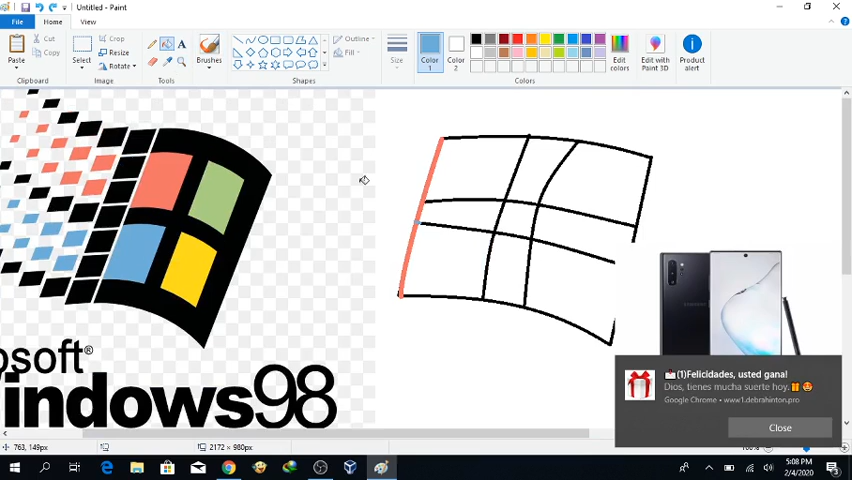 Untitled - Paint
File
Home
View
Paste
Cut
Copy
Clipboard
Select
Crop
Resize
Rotate
Image
Tools
Brushes
Shapes
Outline
Fill
Size
Color 1
Color 2
Edit colors
Edit with Paint 3D
Product alert
Colors
osoft®
indows98
SAMSUNG
(1)Felicidades, usted gana!
Dios, tienes mucha suerte hoy.
Google Chrome • www1.debrahinton.pro
Close
763, 149px
2172 × 980px
100%
5:08 PM
2/4/2020
3